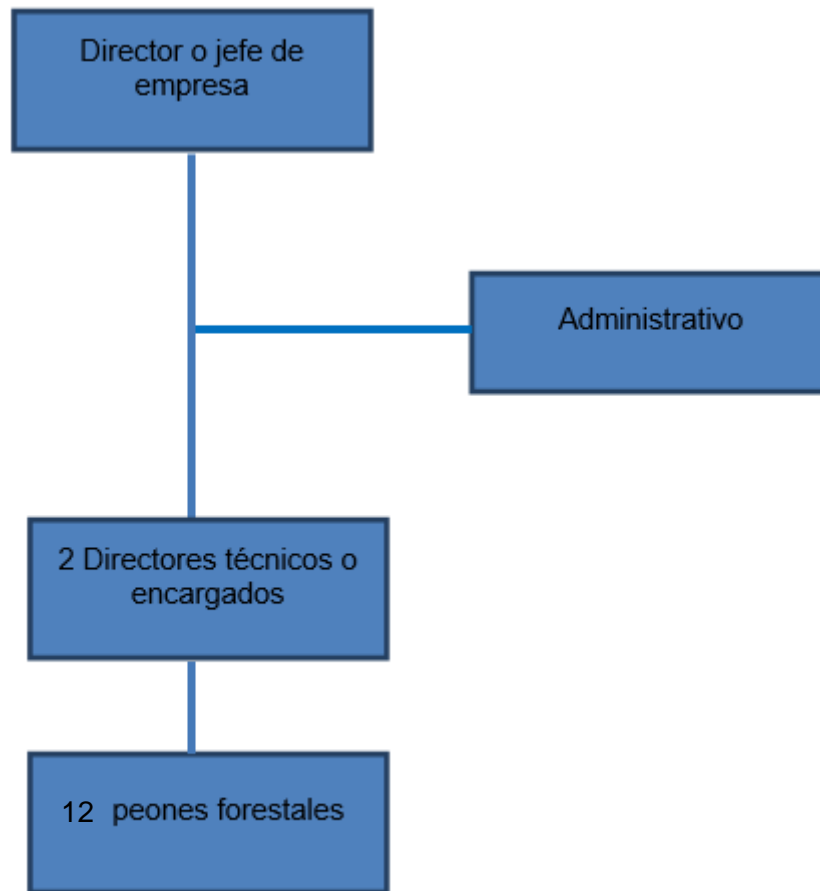 Director o jefe de
empresa
Administrativo
2 Directores técnicos o
encargados
12 peones forestales